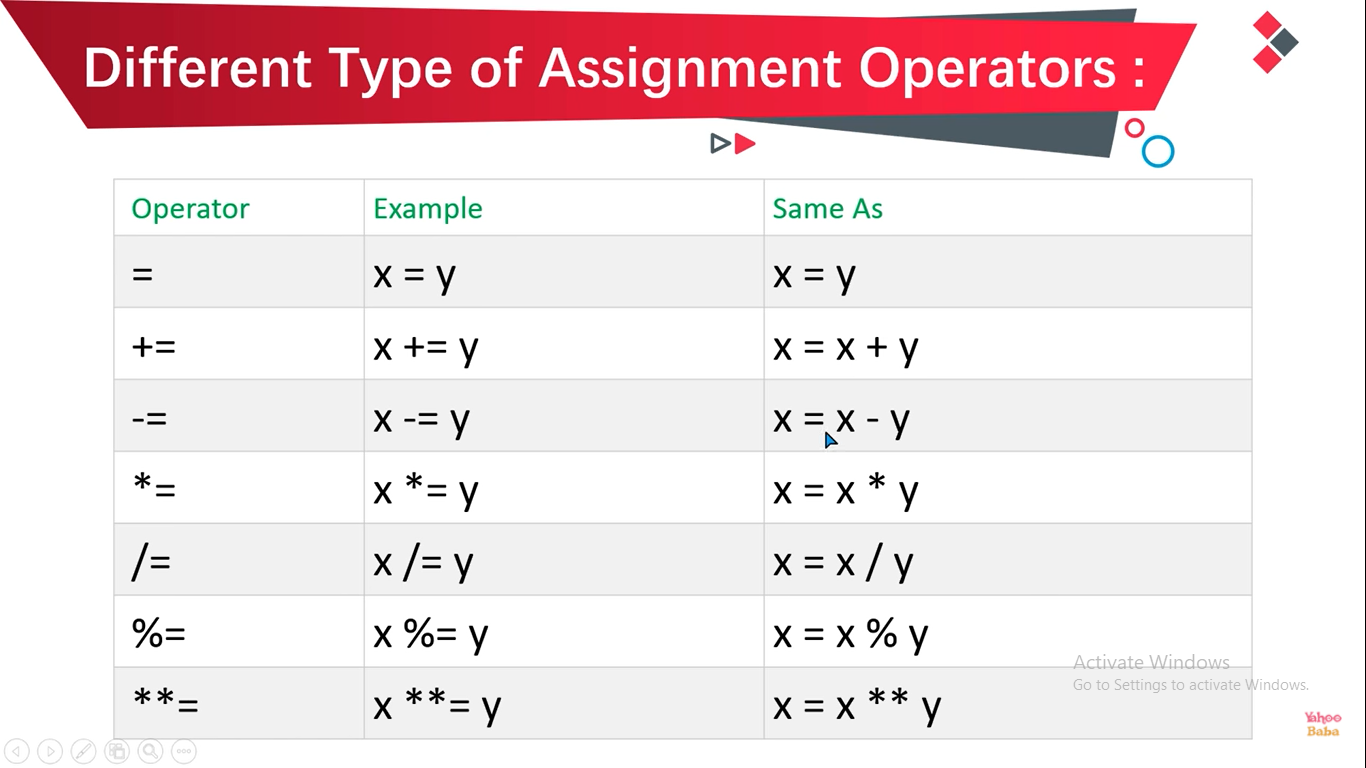 Different Type of Assignment Operators :
Operator Example Same As
= x = y x = y
+= x += y x = x + y
-= x -= y x = x - y
*= x *= y x = x * y
/= x /= y x = x / y
%= x %= y x = x % y
**= x **= y x = x ** y
Activate Windows
Go to Settings to activate Windows.
Yahoo
Baba